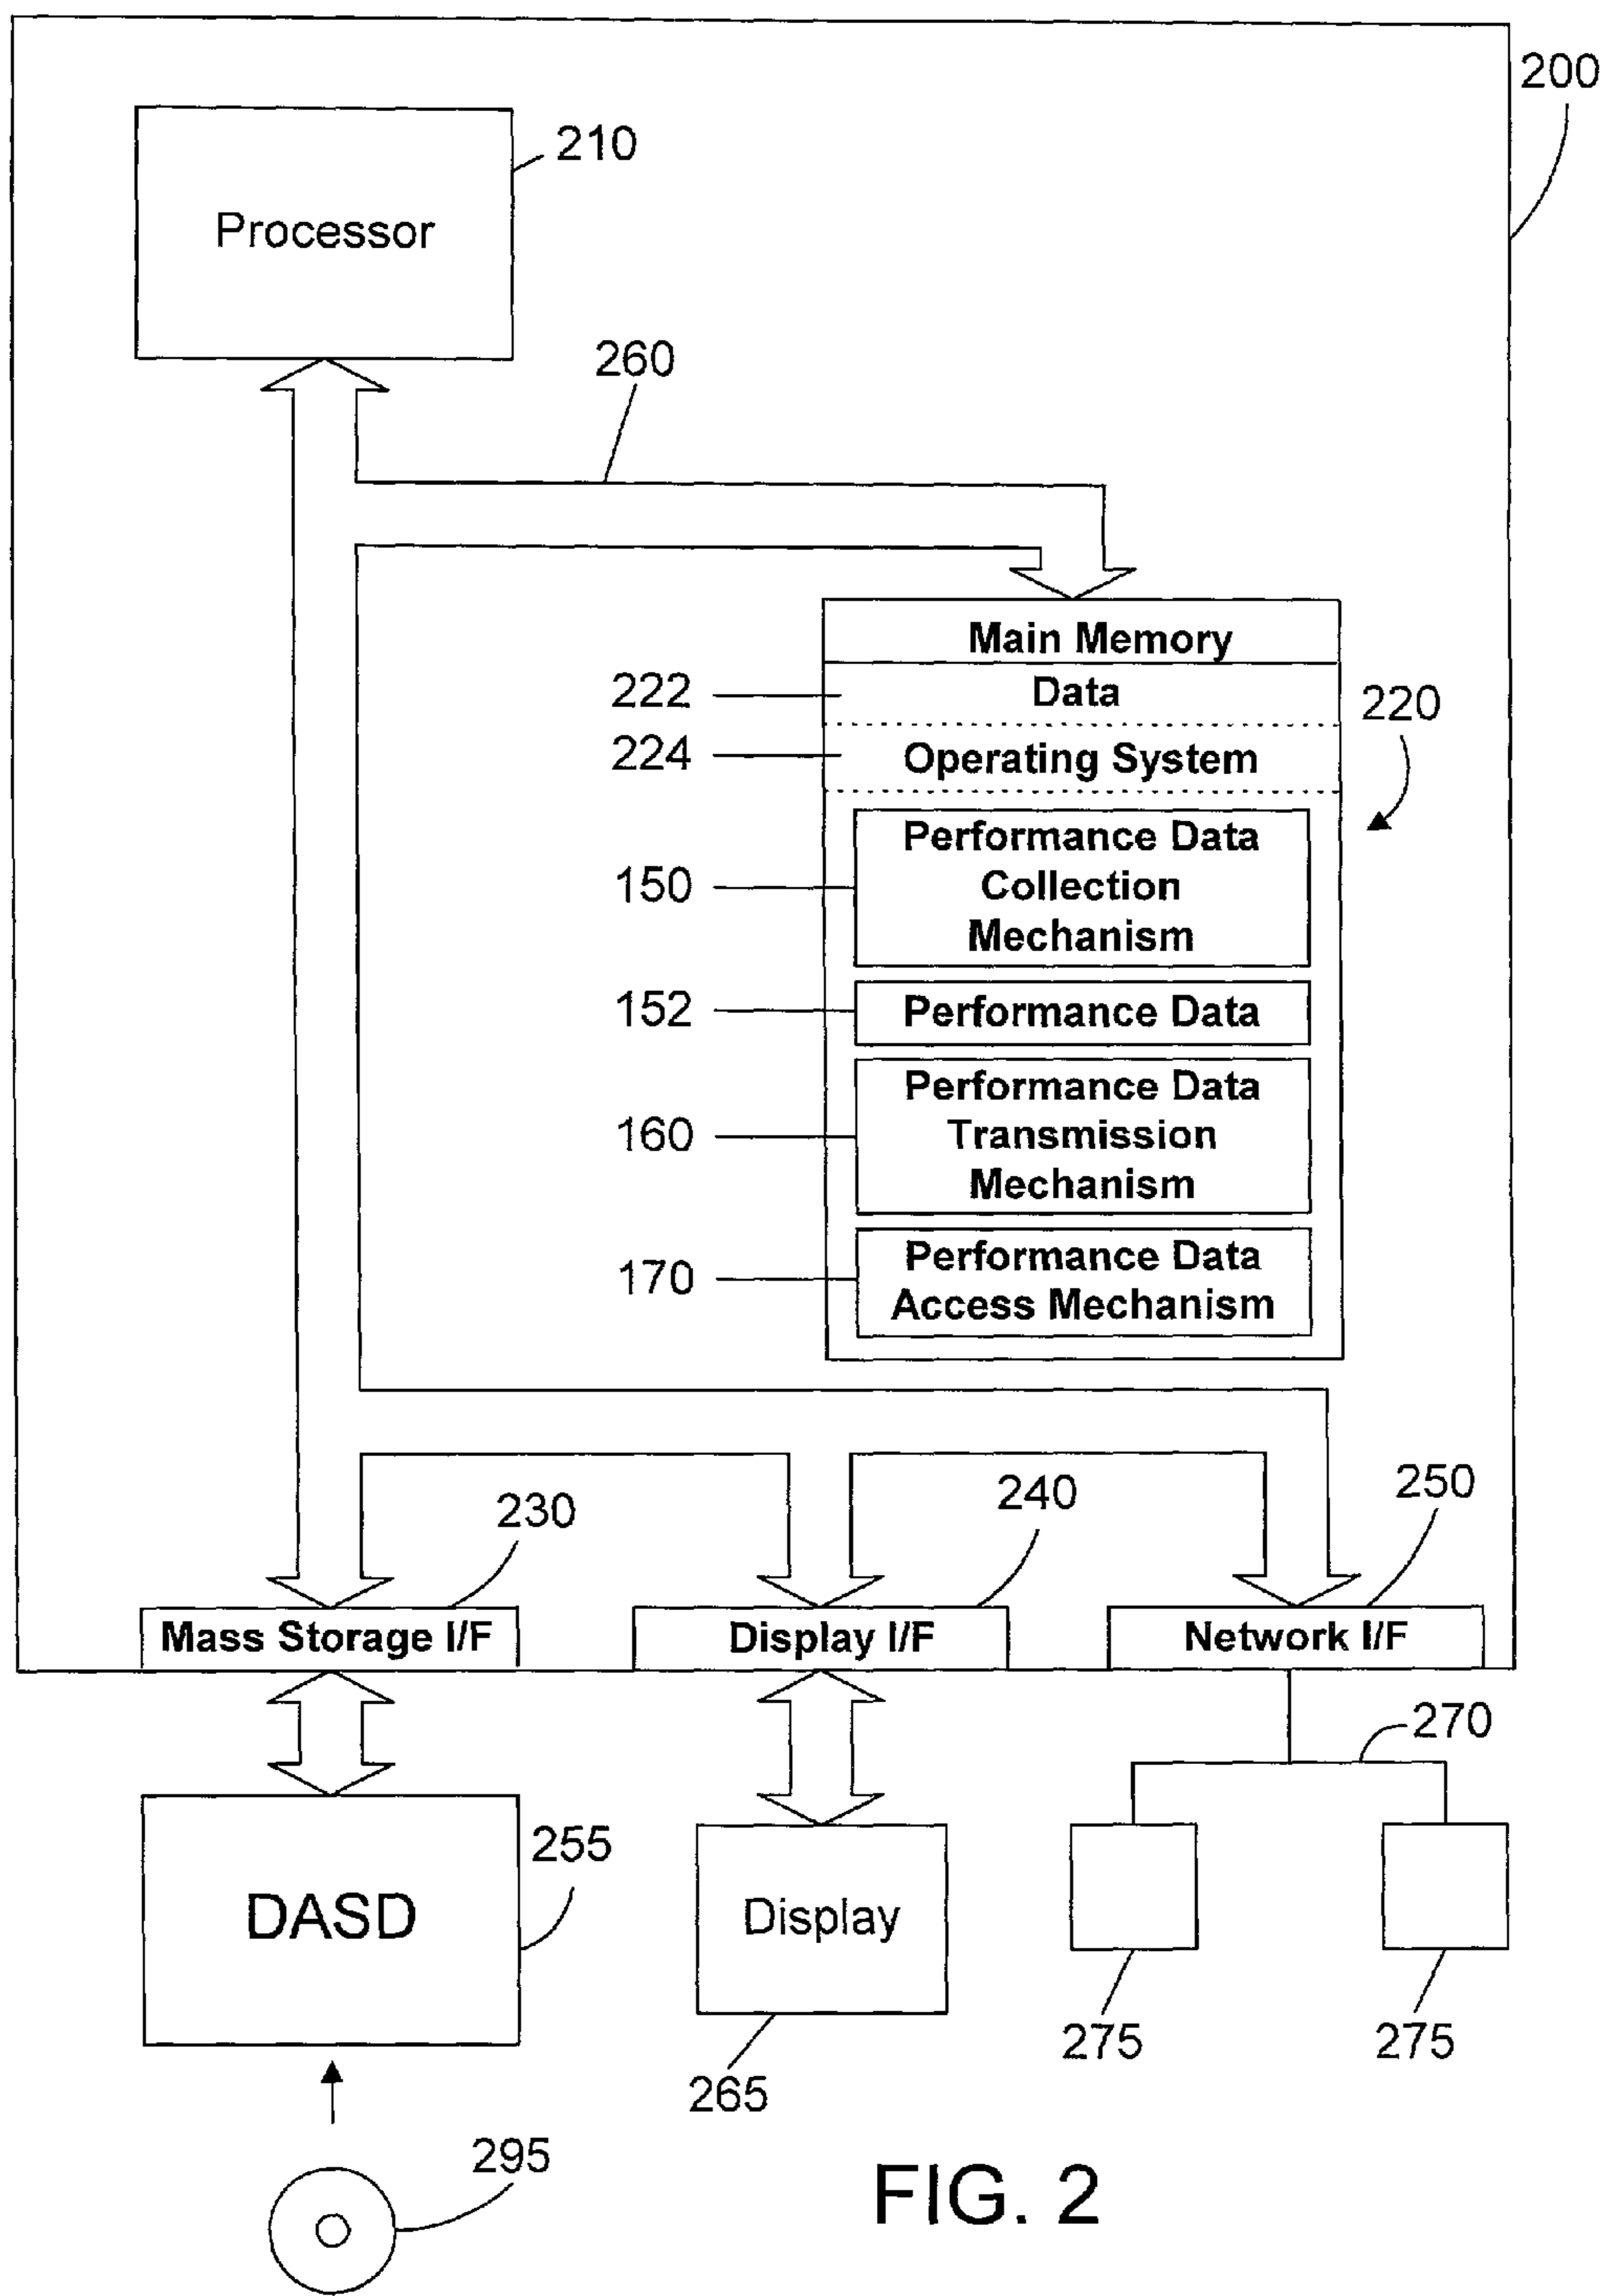 200
210
Processor
260
Main Memory
222
Data
220
224
Operating System
150
Performance Data
Collection
Mechanism
152
Performance Data
160
Performance Data
Transmission
Mechanism
170
Performance Data
Access Mechanism
230
240
250
Mass Storage I/F
Display I/F
Network I/F
270
255
DASD
Display
265
275
275
295
FIG. 2